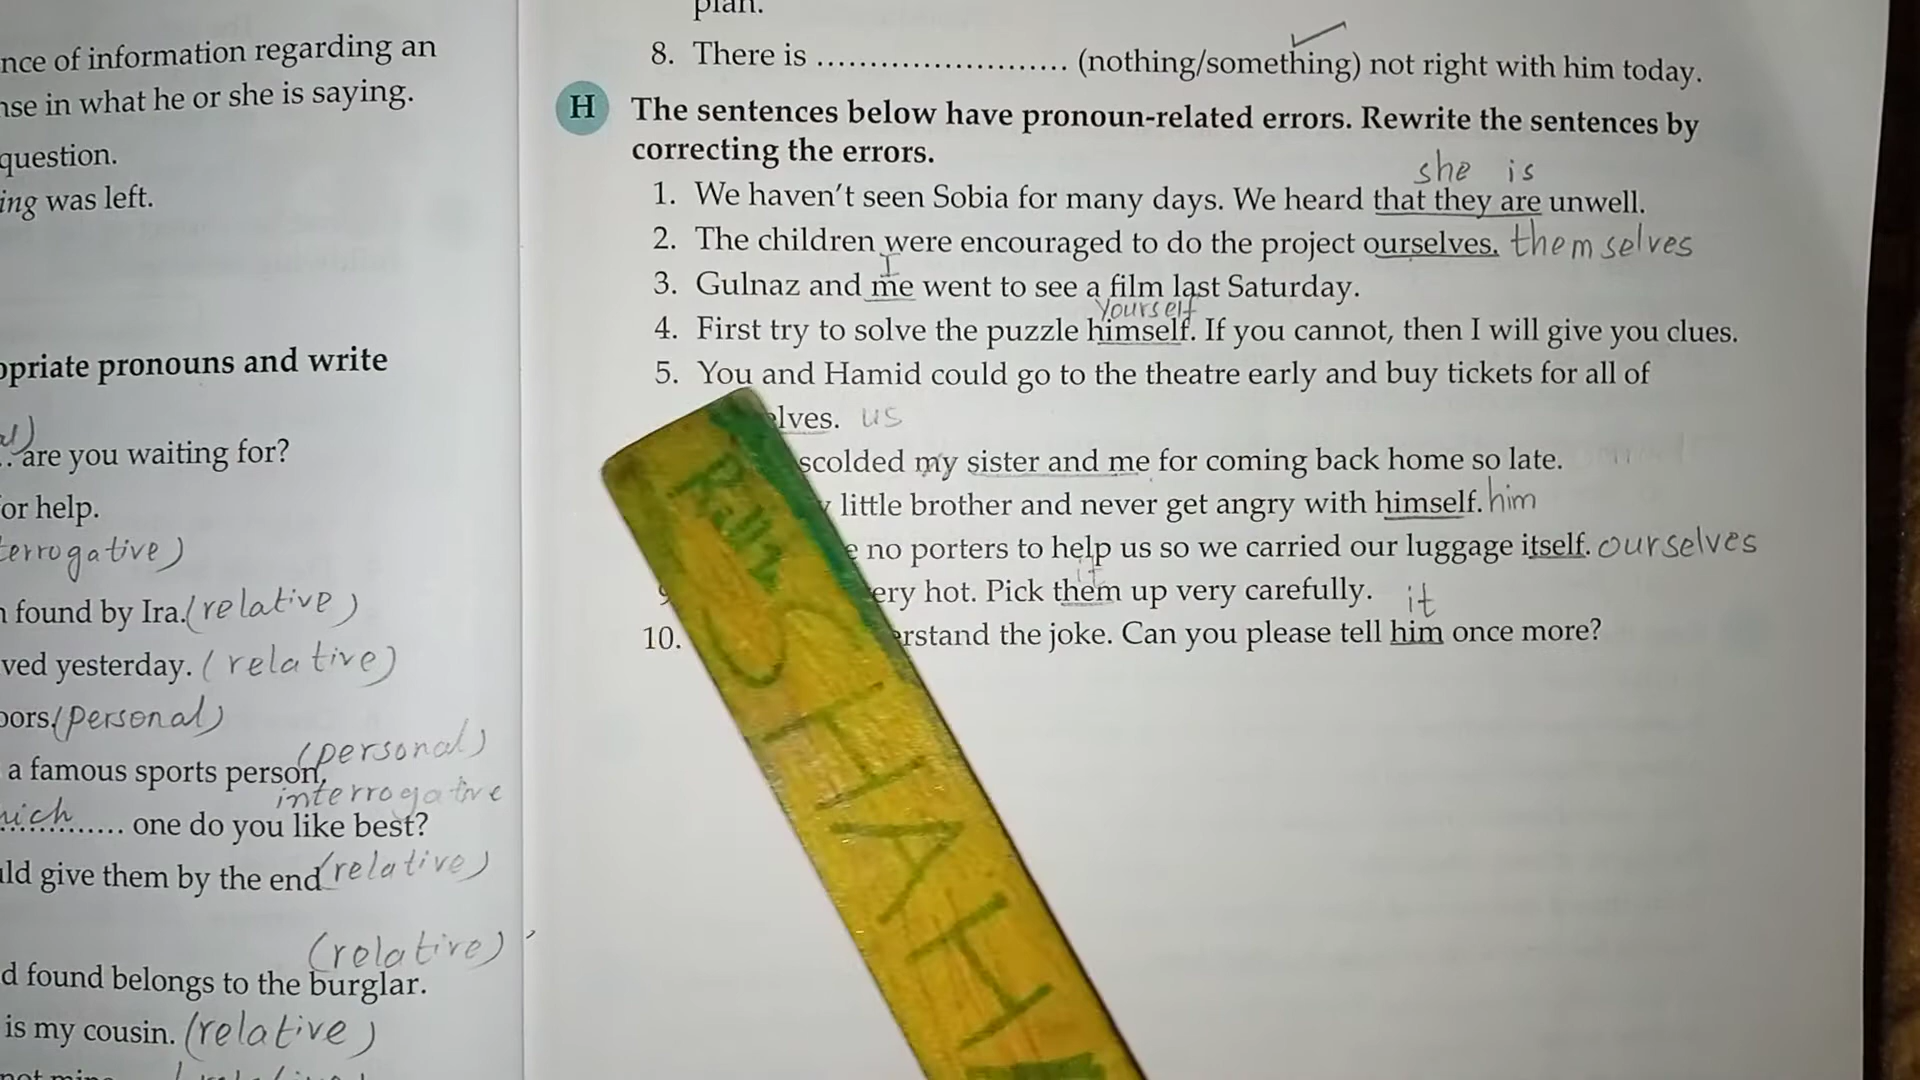 nce of information regarding an
nse in what he or she is saying.
question.
ing was left.
opriate pronouns and write
are you waiting for?
or help.
terrogative)
found by Ira. (relative)
ved yesterday. (relative)
oors. (personal)
(personal)
a famous sports person,
interrogative
hich ............ one do you like best?
uld give them by the end (relative)
(relative)
d found belongs to the burglar.
is my cousin. (relative)
plan.
8. There is ........................ (nothing/something) not right with him today.
H The sentences below have pronoun-related errors. Rewrite the sentences by
correcting the errors.
she is
1. We haven't seen Sobia for many days. We heard that they are unwell.
2. The children were encouraged to do the project ourselves. themselves
I
3. Gulnaz and me went to see a film last Saturday.
yourself
4. First try to solve the puzzle himself. If you cannot, then I will give you clues.
5. You and Hamid could go to the theatre early and buy tickets for all of
elves. us
scolded my sister and me for coming back home so late.
little brother and never get angry with himself. him
no porters to help us so we carried our luggage itself. ourselves
it
ery hot. Pick them up very carefully.
it
10. erstand the joke. Can you please tell him once more?
SHAH